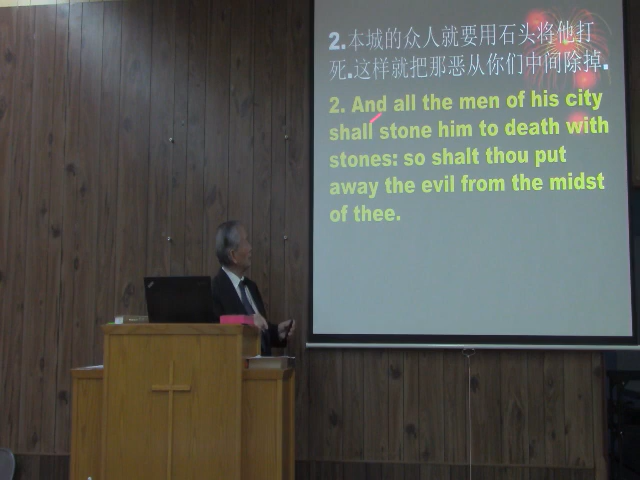 2.本城的众人就要用石头将他打
死.这样就把那恶从你们中间除掉.
2. And all the men of his city
shall stone him to death with
stones: so shalt thou put
away the evil from the midst
of thee.